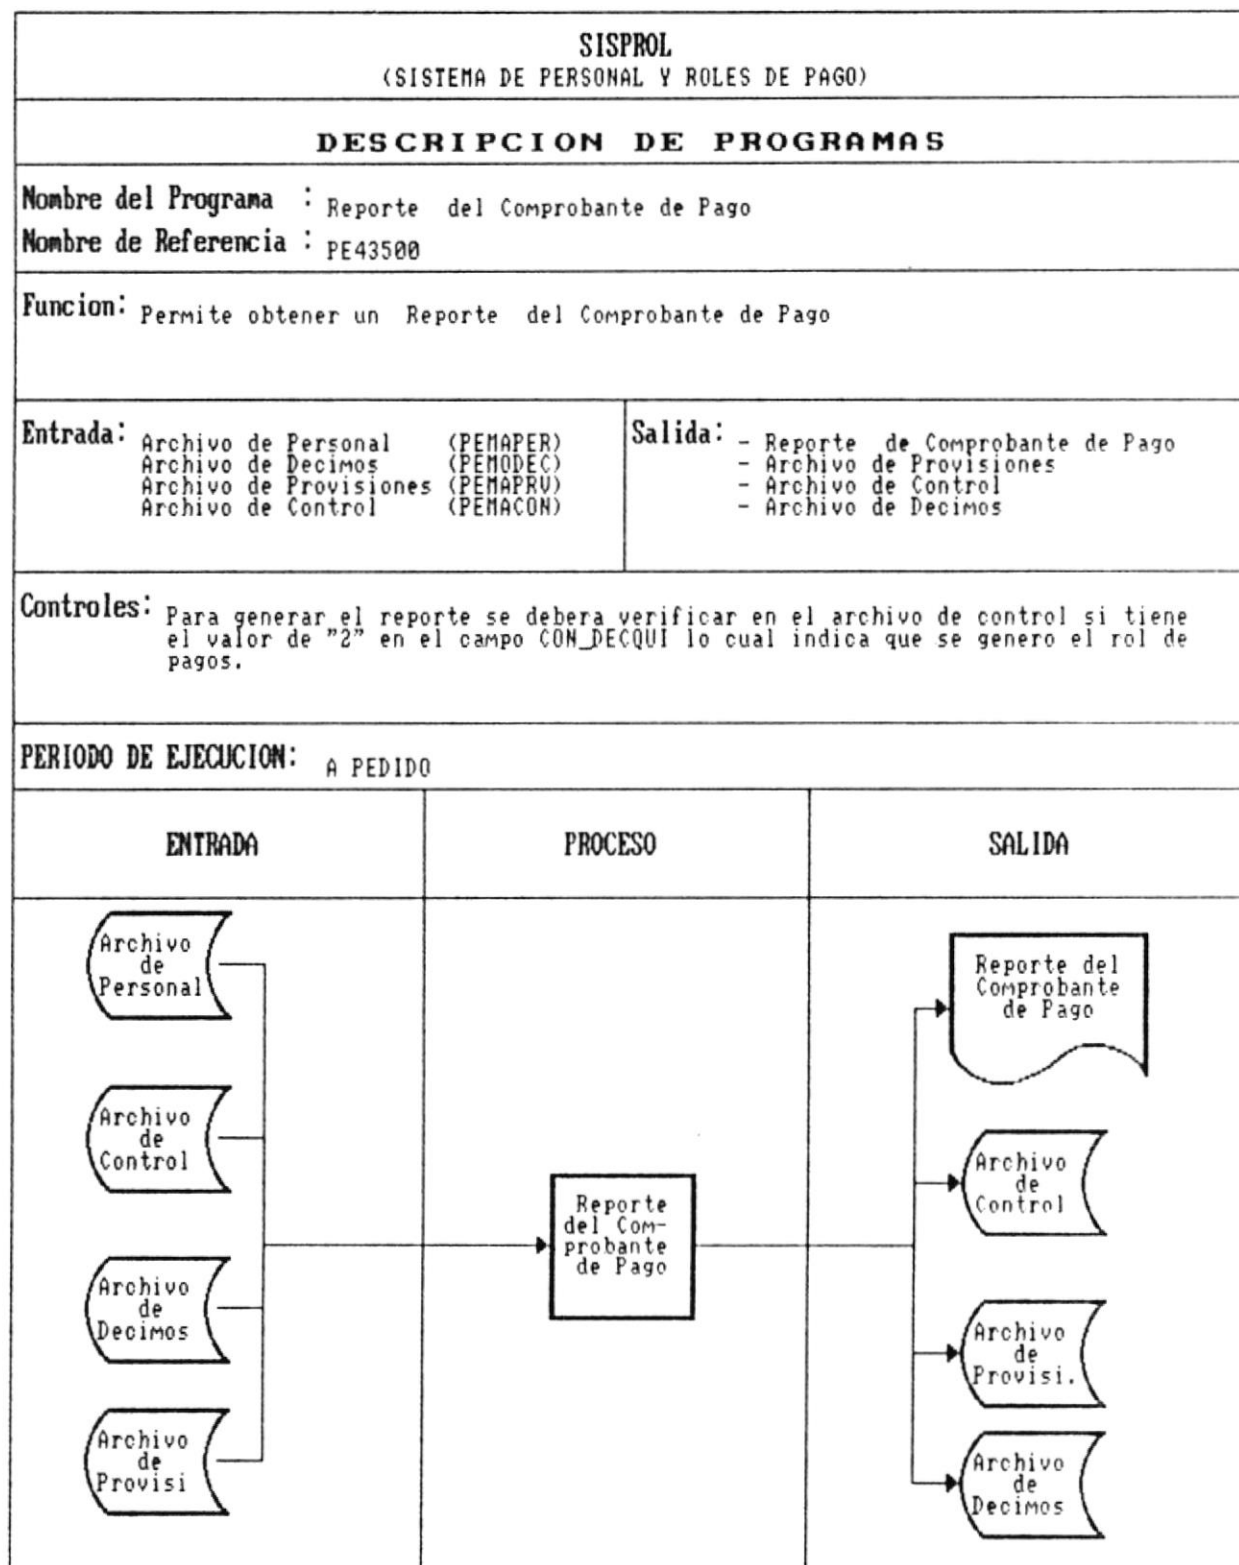 SISPROL
(SISTEMA DE PERSONAL Y ROLES DE PAGO)
DESCRIPCION DE PROGRAMAS
Nombre del Programa : Reporte del Comprobante de Pago
Nombre de Referencia : PE43500
Funcion: Permite obtener un Reporte del Comprobante de Pago
Entrada: Archivo de Personal (PEMAPER)
Archivo de Decimos (PEMODEC)
Archivo de Provisiones (PEMAPRV)
Archivo de Control (PEMACON)
Salida: - Reporte de Comprobante de Pago
- Archivo de Provisiones
- Archivo de Control
- Archivo de Decimos
Controles: Para generar el reporte se debera verificar en el archivo de control si tiene
el valor de "2" en el campo CON_DECQUI lo cual indica que se genero el rol de
pagos.
PERIODO DE EJECUCION: A PEDIDO
ENTRADA
PROCESO
SALIDA
Archivo
de
Personal
Archivo
de
Control
Archivo
de
Decimos
Archivo
de
Provisi
Reporte
del Com-
probante
de Pago
Reporte del
Comprobante
de Pago
Archivo
de
Control
Archivo
de
Provisi.
Archivo
de
Decimos